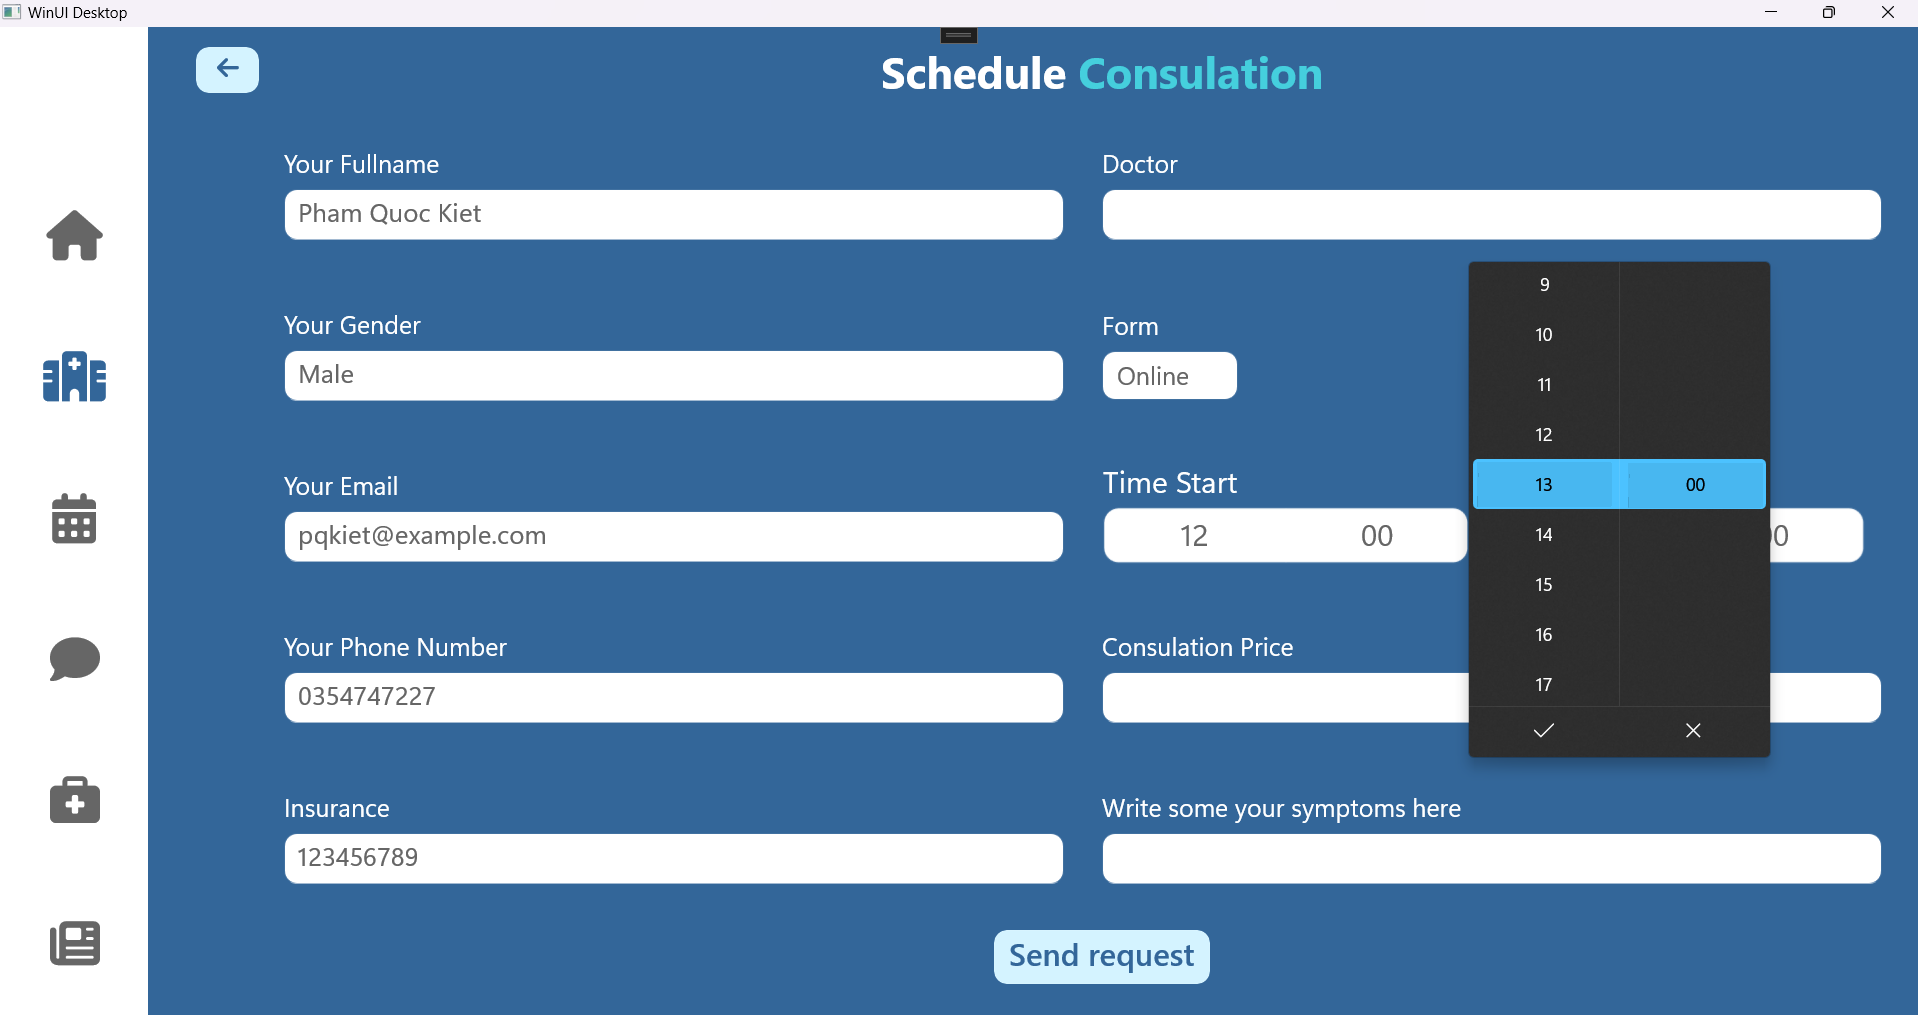 WinUI Desktop
Schedule Consulation
Your Fullname
Pham Quoc Kiet
Your Gender
Male
Your Email
pqkiet@example.com
Your Phone Number
0354747227
Insurance
123456789
Doctor
Form
Online
Time Start
12 00
Consulation Price
Write some your symptoms here
9
10
11
12
13 00
14
15
16
17
Send request